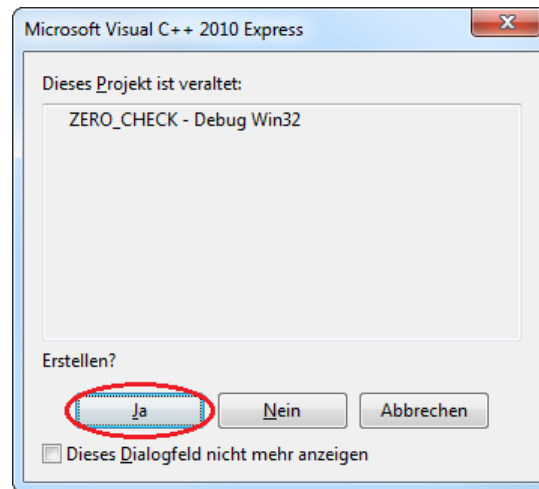 Microsoft Visual C++ 2010 Express
Dieses Projekt ist veraltet:
ZERO_CHECK - Debug Win32
Erstellen?
Ja Nein Abbrechen
Dieses Dialogfeld nicht mehr anzeigen